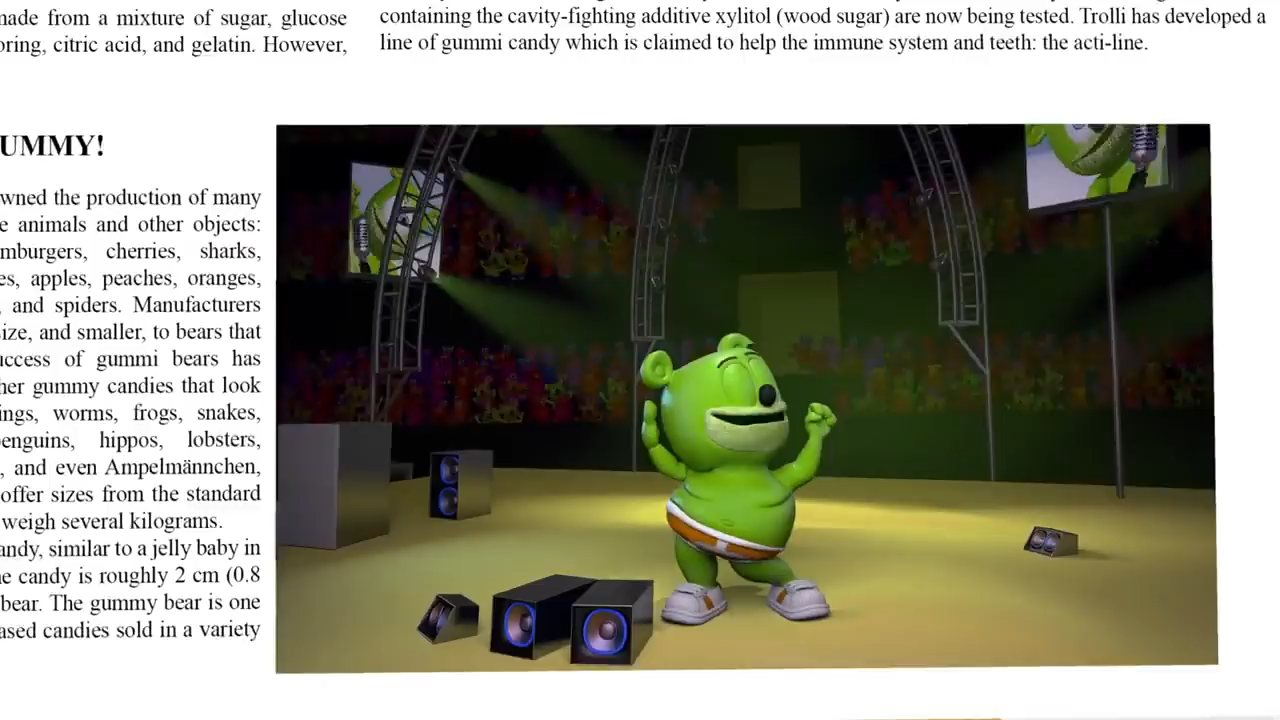 made from a mixture of sugar, glucose
oring, citric acid, and gelatin. However,
containing the cavity-fighting additive xylitol (wood sugar) are now being tested. Trolli has developed a
line of gummi candy which is claimed to help the immune system and teeth: the acti-line.
UMMY!
wned the production of many
e animals and other objects:
mburgers, cherries, sharks,
es, apples, peaches, oranges,
, and spiders. Manufacturers
size, and smaller, to bears that
uccess of gummi bears has
her gummy candies that look
ings, worms, frogs, snakes,
penguins, hippos, lobsters,
, and even Ampelmännchen,
offer sizes from the standard
weigh several kilograms.
andy, similar to a jelly baby in
e candy is roughly 2 cm (0.8
bear. The gummy bear is one
ased candies sold in a variety